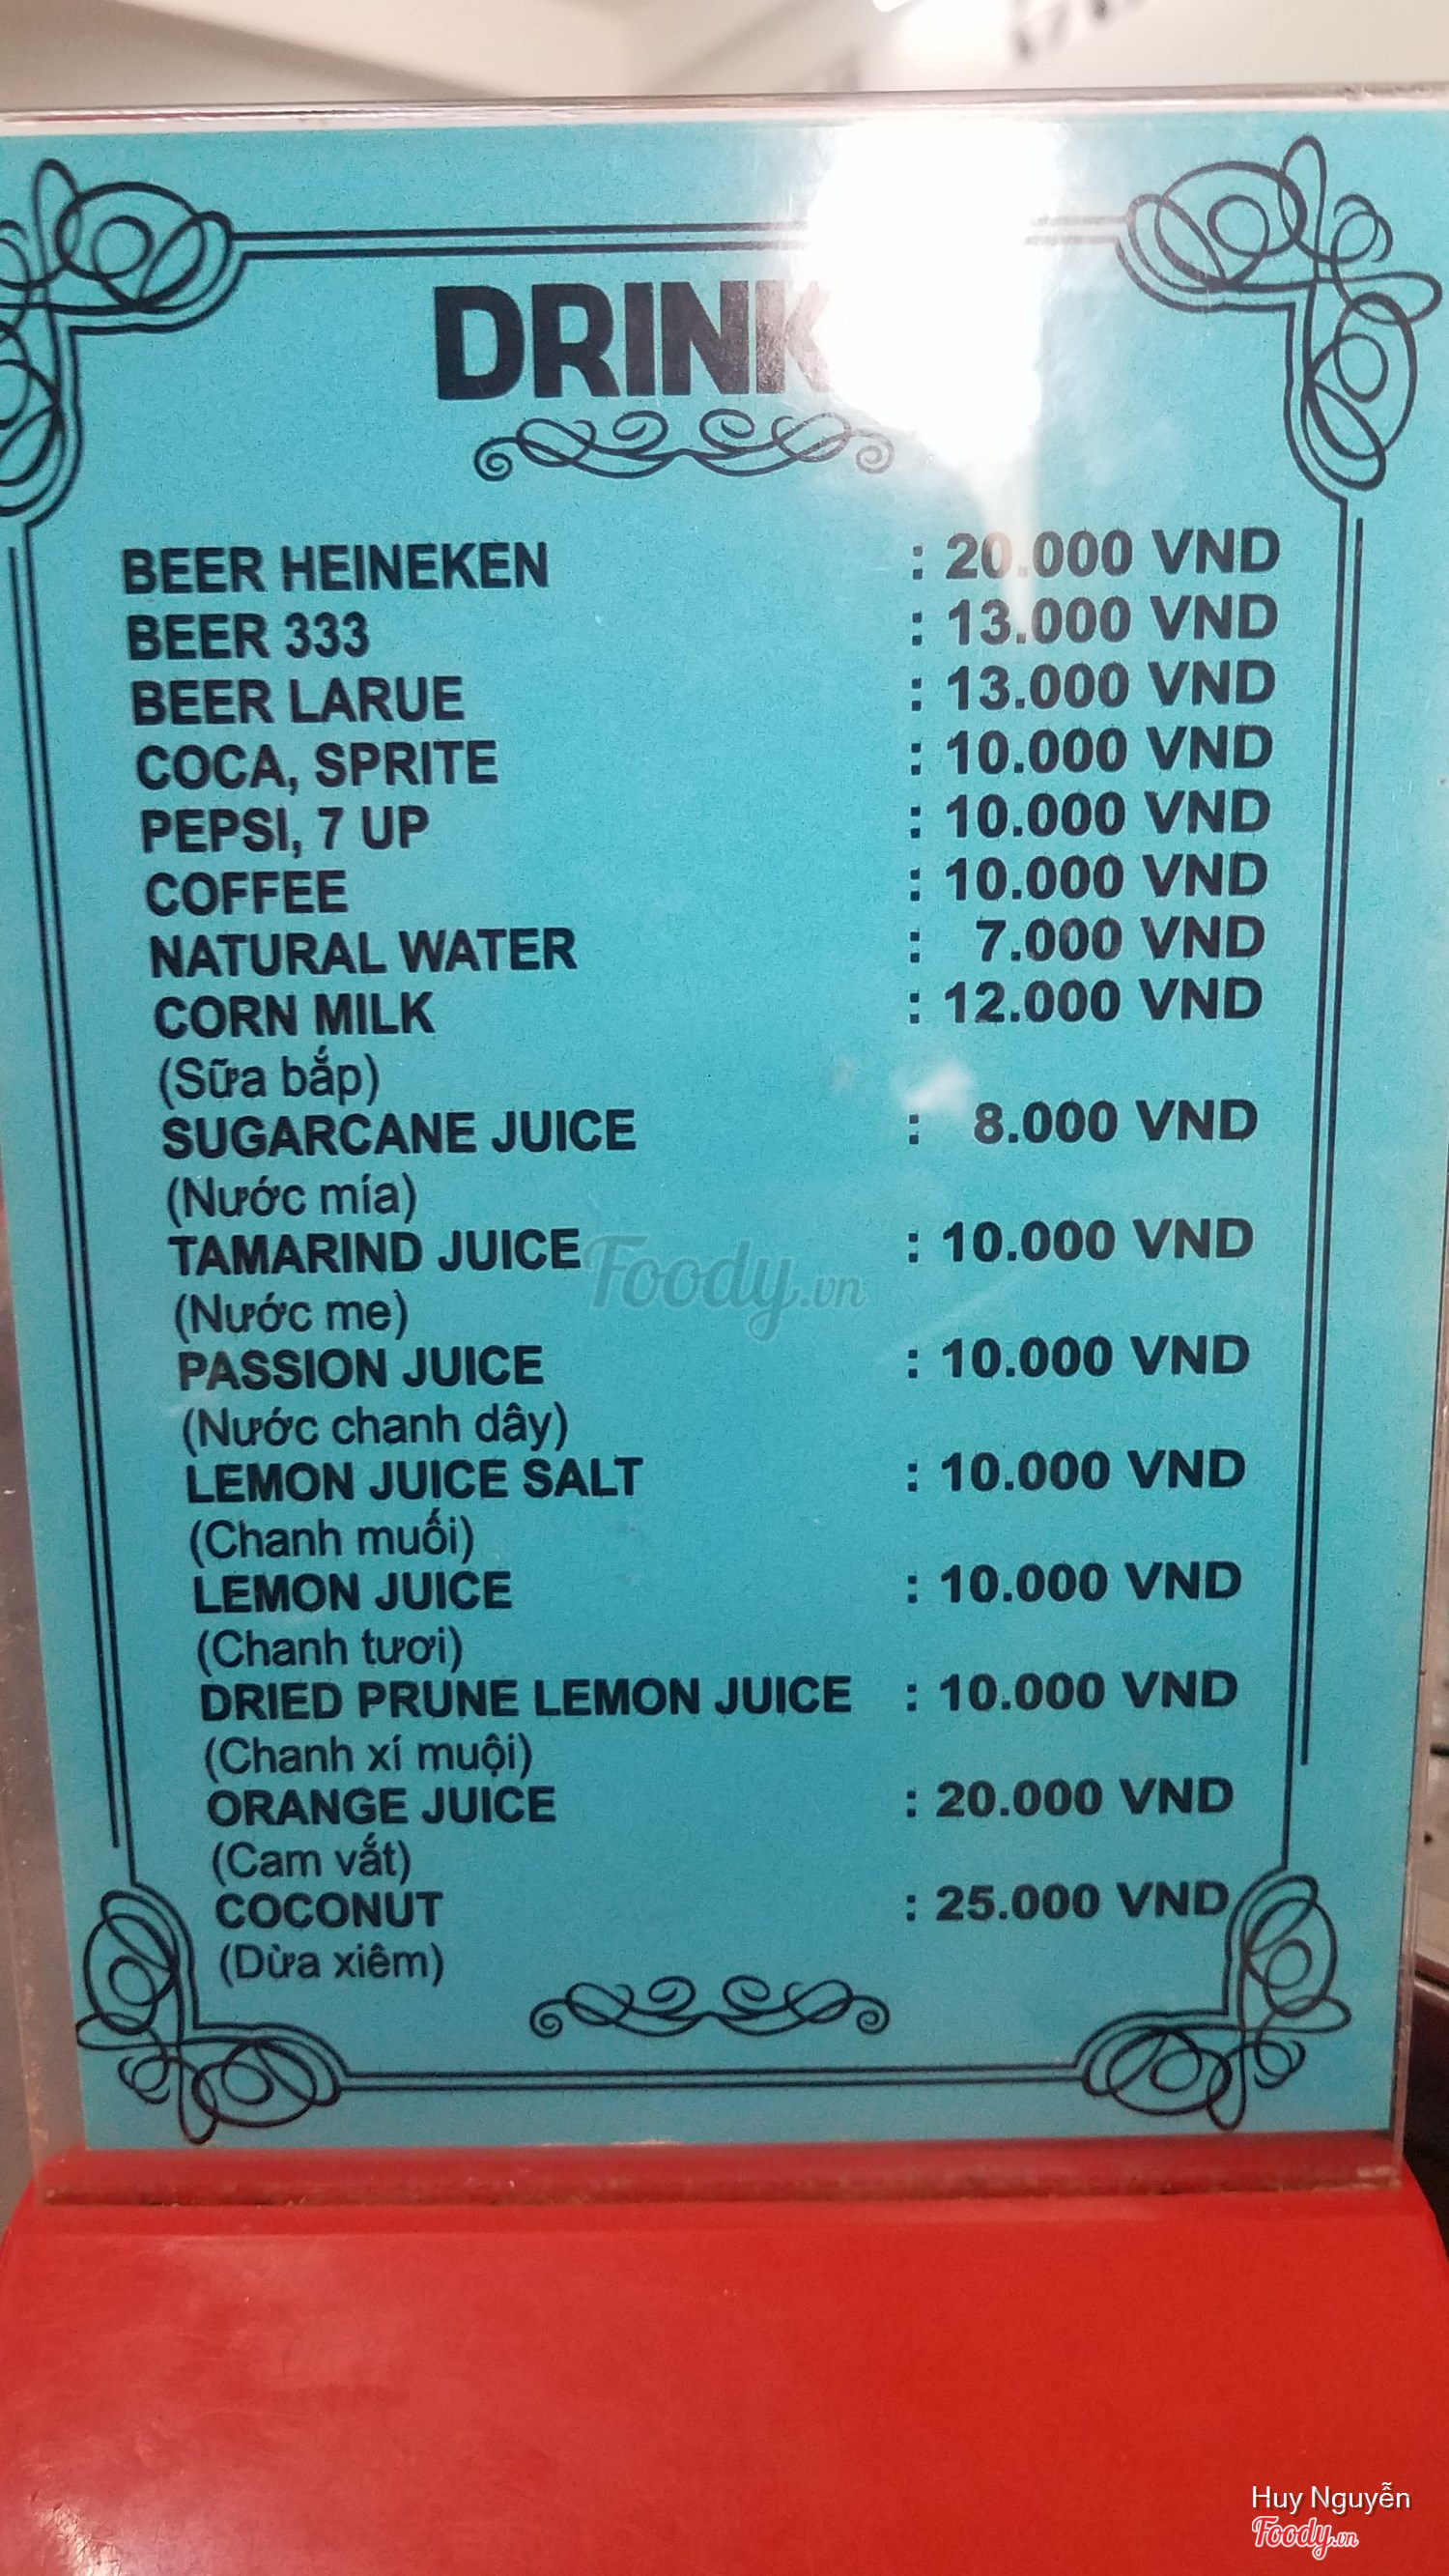 DRINK
BEER HEINEKEN : 20.000 VND
BEER 333 : 13.000 VND
BEER LARUE : 13.000 VND
COCA, SPRITE : 10.000 VND
PEPSI, 7 UP : 10.000 VND
COFFEE : 10.000 VND
NATURAL WATER : 7.000 VND
CORN MILK : 12.000 VND
(Sữa bắp)
SUGARCANE JUICE : 8.000 VND
(Nước mía)
TAMARIND JUICE : 10.000 VND
Foody.vn
(Nước me)
PASSION JUICE : 10.000 VND
(Nước chanh dây)
LEMON JUICE SALT : 10.000 VND
(Chanh muối)
LEMON JUICE : 10.000 VND
(Chanh tươi)
DRIED PRUNE LEMON JUICE : 10.000 VND
(Chanh xí muội)
ORANGE JUICE : 20.000 VND
(Cam vắt)
COCONUT : 25.000 VND
(Dừa xiêm)
Huy Nguyễn
Foody.vn